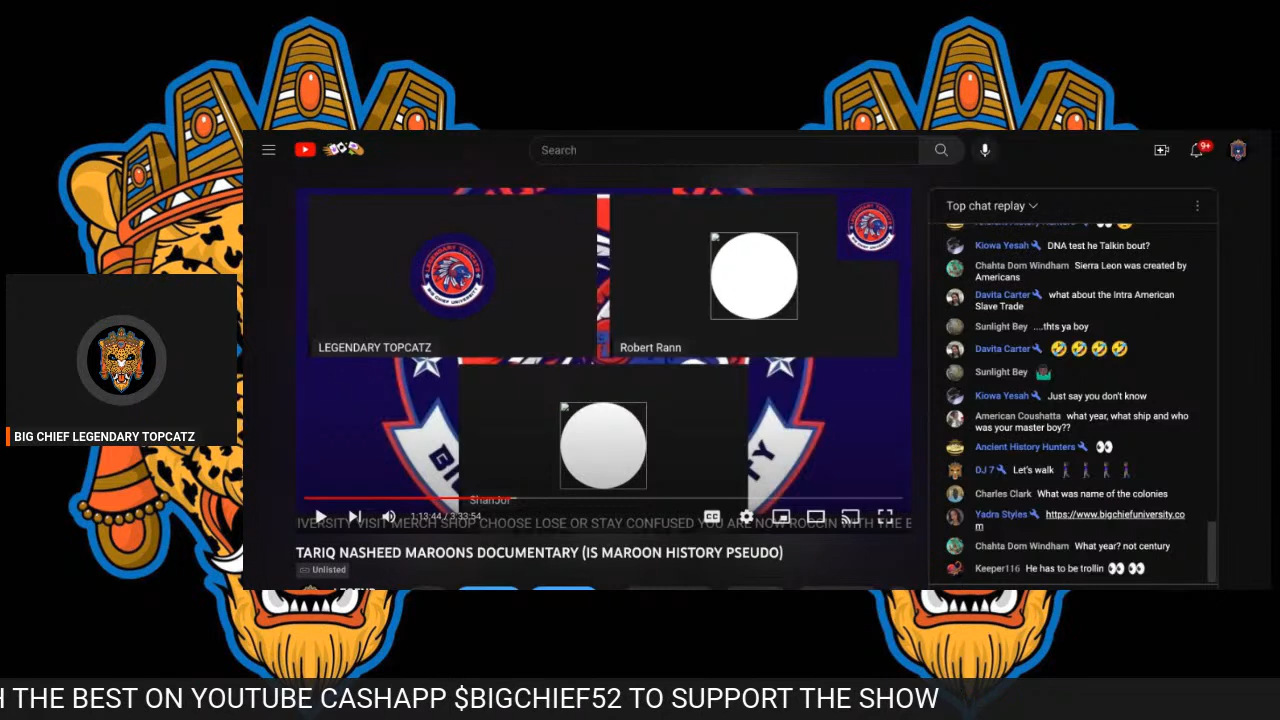 Search
9+
LEGENDARY TOPCATZ
Robert Rann
ShanJor
1:13:44 / 3:33:54
CC
IVERSITY VISIT MERCH SHOP CHOOSE LOSE OR STAY CONFUSED YOU ARE NOW ROCCIN WITH THE B
TARIQ NASHEED MAROONS DOCUMENTARY (IS MAROON HISTORY PSEUDO)
Unlisted
Top chat replay
Kiowa Yesah DNA test he Talkin bout?
Chahta Dom Windham Sierra Leon was created by
Americans
Davita Carter what about the Intra American
Slave Trade
Sunlight Bey ....thts ya boy
Davita Carter 🤣🤣🤣🤣
Sunlight Bey
Kiowa Yesah Just say you don't know
American Coushatta what year, what ship and who
was your master boy??
Ancient History Hunters 👀
DJ 7 Let's walk
Charles Clark What was name of the colonies
Yadra Styles https://www.bigchiefuniversity.co
m
Chahta Dom Windham What year? not century
Keeper116 He has to be trollin 👀 👀
BIG CHIEF LEGENDARY TOPCATZ
H THE BEST ON YOUTUBE CASHAPP $BIGCHIEF52 TO SUPPORT THE SHOW